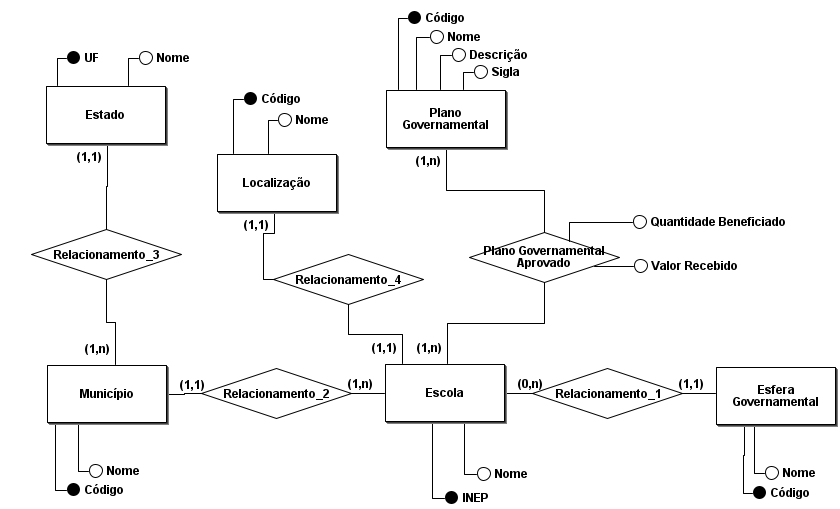 Código
Nome
Descrição
Sigla
UF
Nome
Estado
(1,1)
Código
Nome
Localização
(1,1)
Plano
Governamental
(1,n)
Relacionamento_3
Relacionamento_4
Plano Governamental
Aprovado
Quantidade Beneficiado
Valor Recebido
(1,n)
(1,1)
(1,n)
Município
(1,1)
Relacionamento_2
(1,n)
Escola
(0,n)
Relacionamento_1
(1,1)
Esfera
Governamental
Nome
Código
Nome
INEP
Nome
Código